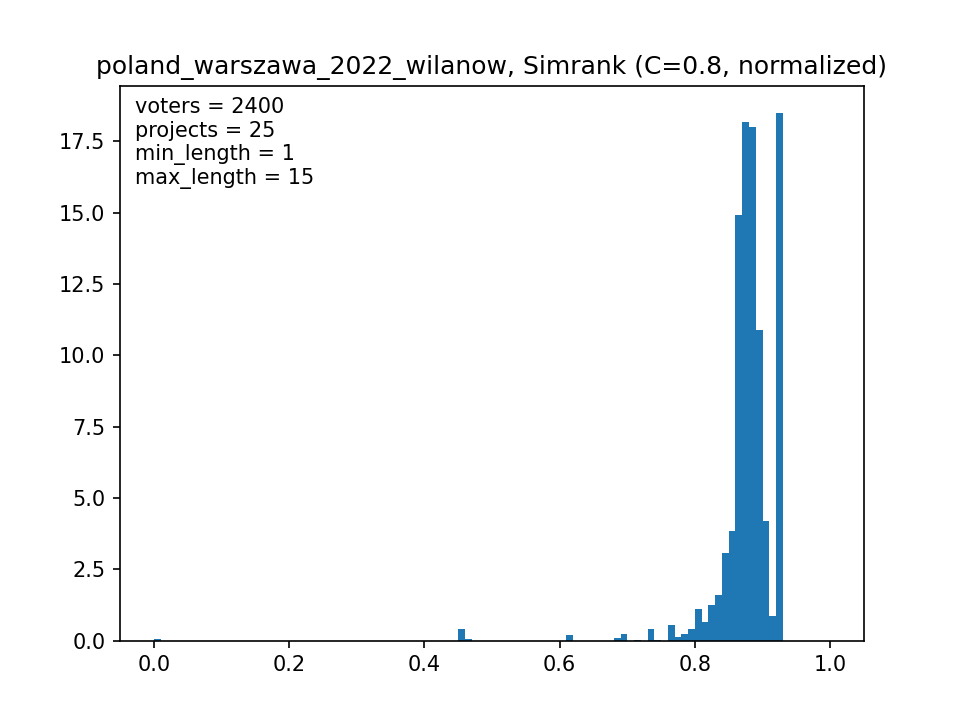 poland_warszawa_2022_wilanow, Simrank (C=0.8, normalized)
voters = 2400
projects = 25
min_length = 1
max_length = 15
17.5
15.0
12.5
10.0
7.5
5.0
2.5
0.0
0.0 0.2 0.4 0.6 0.8 1.0